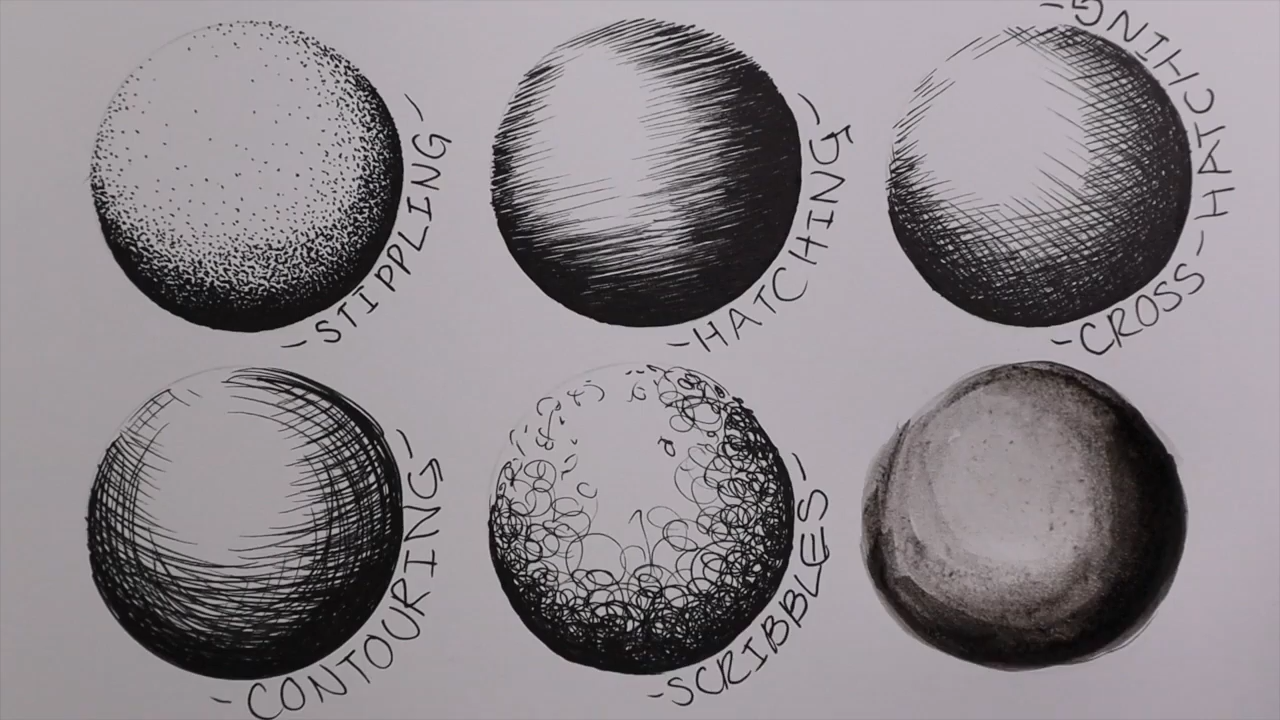 -STIPPLING-
-HATCHING-
-CROSS-HATCHING-
-CONTOURING-
-SCRIBBLES-